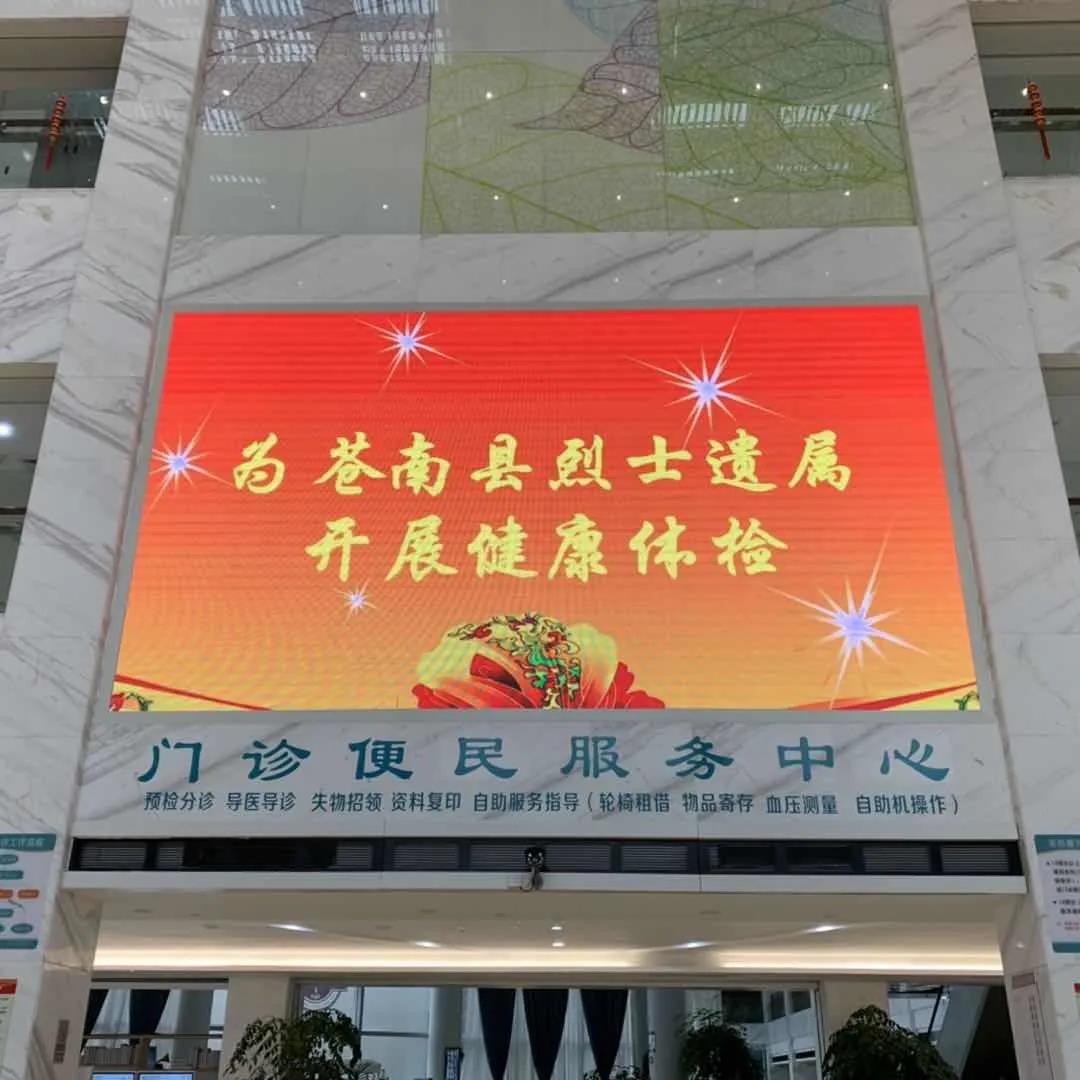 为苍南县烈士遗属
开展健康体检
门诊便民服务中心
预检分诊 导医导诊 失物招领 资料复印 自助服务指导（轮椅租借 物品寄存 血压测量 自助机操作）